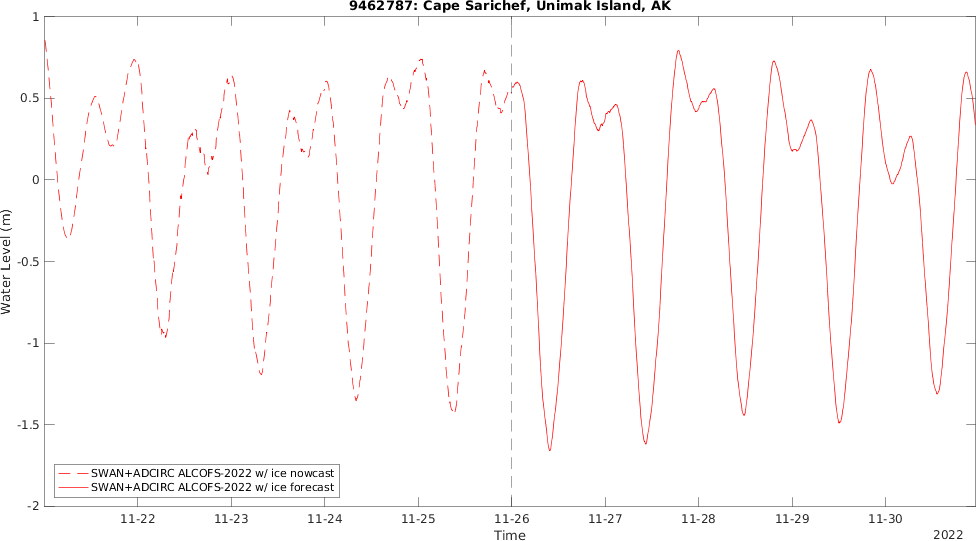 9462787: Cape Sarichef, Unimak Island, AK
1
0.5
0
-0.5
-1
-1.5
-2
Water Level (m)
SWAN+ADCIRC ALCOFS-2022 w/ ice nowcast
SWAN+ADCIRC ALCOFS-2022 w/ ice forecast
11-22 11-23 11-24 11-25 11-26 11-27 11-28 11-29 11-30
Time
2022